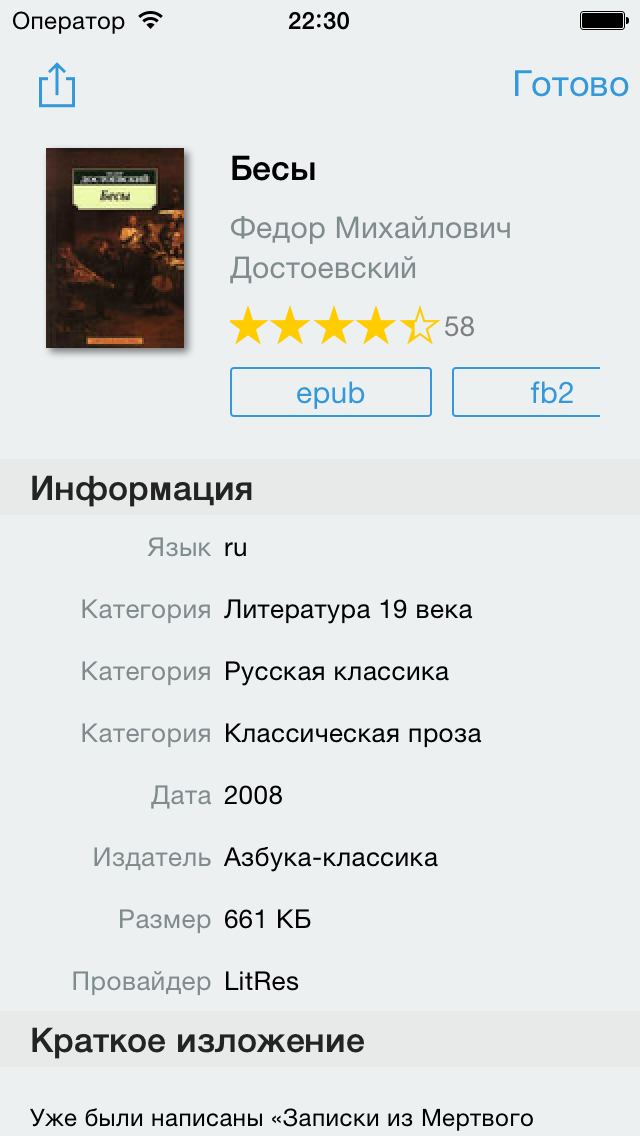 Оператор 22:30
Готово
ДОСТОЕВСКИЙ
Бесы
Бесы
Федор Михайлович
Достоевский
58
epub fb2
Информация
Язык ru
Категория Литература 19 века
Категория Русская классика
Категория Классическая проза
Дата 2008
Издатель Азбука-классика
Размер 661 КБ
Провайдер LitRes
Краткое изложение
Уже были написаны «Записки из Мертвого